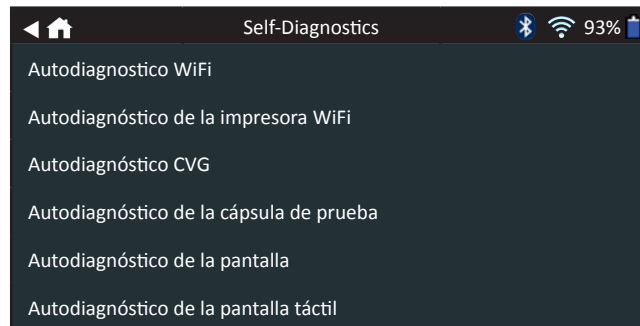 Self-Diagnostics 93%
Autodiagnostico WiFi
Autodiagnóstico de la impresora WiFi
Autodiagnóstico CVG
Autodiagnóstico de la cápsula de prueba
Autodiagnóstico de la pantalla
Autodiagnóstico de la pantalla táctil